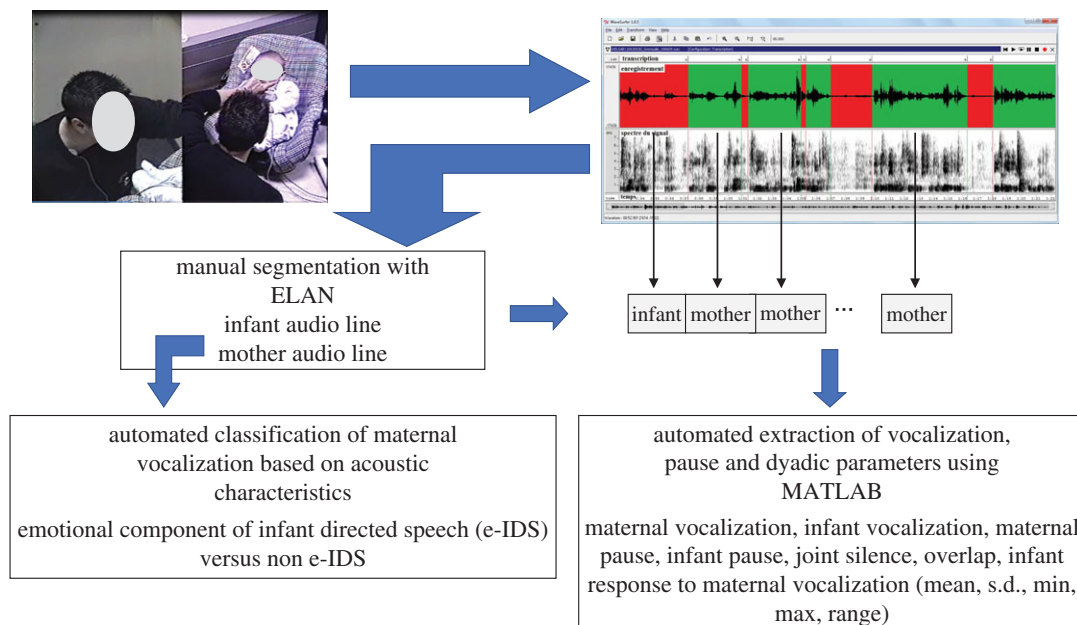 transcription
enregistrement
spectre du signal
temps
manual segmentation with
ELAN
infant audio line
mother audio line
infant
mother
mother
...
mother
automated classification of maternal
vocalization based on acoustic
characteristics
emotional component of infant directed speech (e-IDS)
versus non e-IDS
automated extraction of vocalization,
pause and dyadic parameters using
MATLAB
maternal vocalization, infant vocalization, maternal
pause, infant pause, joint silence, overlap, infant
response to maternal vocalization (mean, s.d., min,
max, range)